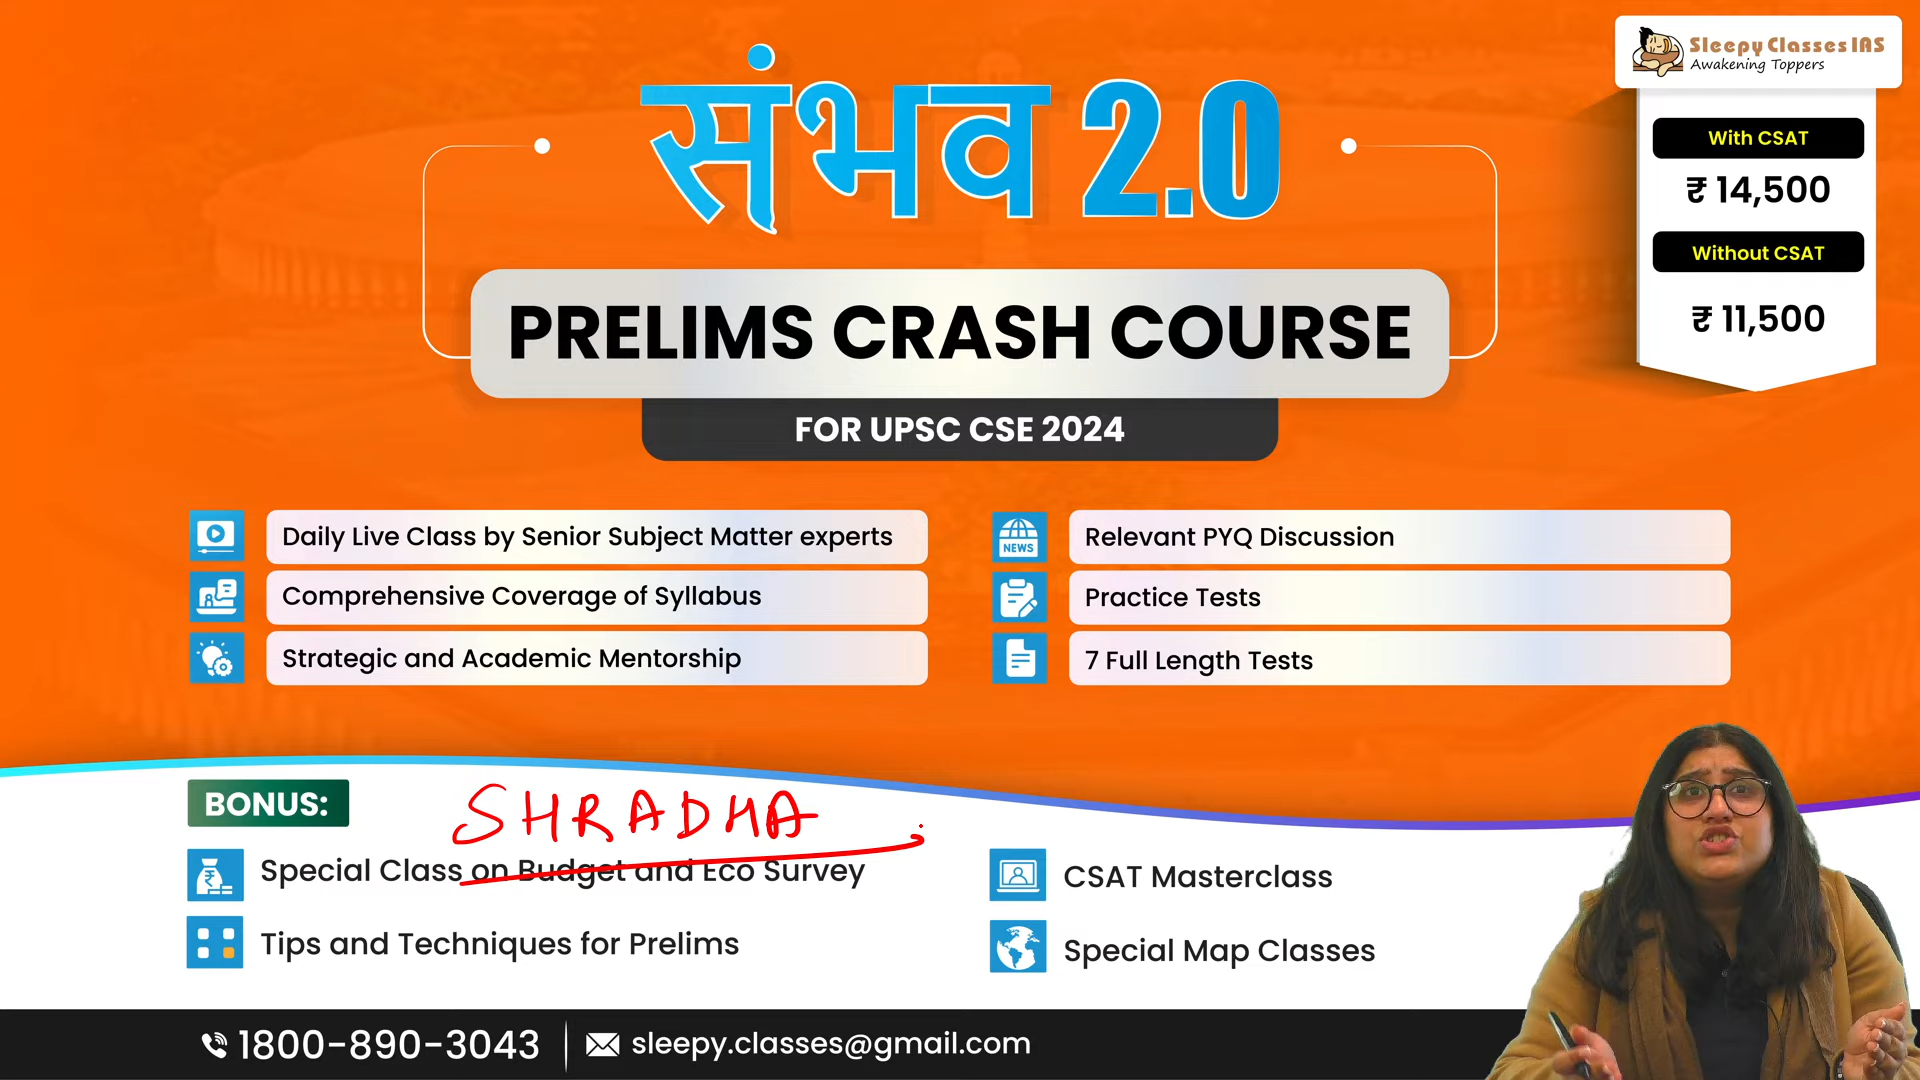 SleepyClasses IAS
Awakening Toppers
संभव 2.0
With CSAT
₹ 14,500
Without CSAT
₹ 11,500
PRELIMS CRASH COURSE
FOR UPSC CSE 2024
Daily Live Class by Senior Subject Matter experts
Comprehensive Coverage of Syllabus
Strategic and Academic Mentorship
NEWS
Relevant PYQ Discussion
Practice Tests
7 Full Length Tests
BONUS:
SHRADHA
Special Class on Budget and Eco Survey
Tips and Techniques for Prelims
CSAT Masterclass
Special Map Classes
1800-890-3043
sleepy.classes@gmail.com